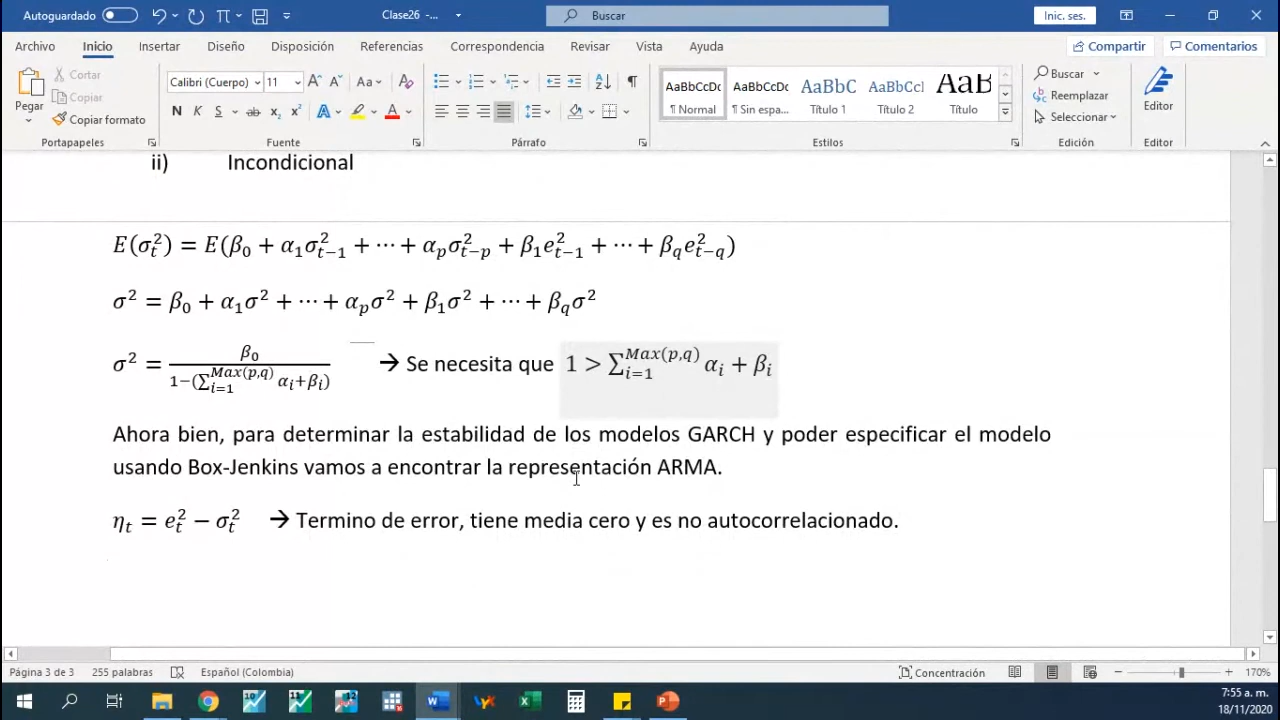 Autoguardado Clase26 -... Buscar Inic. ses.
Archivo Inicio Insertar Diseño Disposición Referencias Correspondencia Revisar Vista Ayuda Compartir Comentarios
Pegar Cortar Copiar Copiar formato
Calibri (Cuerpo) 11 A^ A˅ Aa A
N K S ab x₂ x² A A
AaBbCcDc AaBbCcDc AaBbC AaBbCcI AaB
¶ Normal ¶ Sin espa... Título 1 Título 2 Título
Buscar
Reemplazar
Seleccionar
Editor
Portapapeles Fuente Párrafo Estilos Edición Editor
ii) Incondicional
E(σ_t^2) = E(β_0 + α_1σ_{t−1}^2 + ⋯ + α_pσ_{t−p}^2 + β_1e_{t−1}^2 + ⋯ + β_qe_{t−q}^2)
σ^2 = β_0 + α_1σ^2 + ⋯ + α_pσ^2 + β_1σ^2 + ⋯ + β_qσ^2
σ^2 = β_0 / (1−(∑_{i=1}^{Max(p,q)} α_i+β_i)) → Se necesita que 1 > ∑_{i=1}^{Max(p,q)} α_i + β_i
Ahora bien, para determinar la estabilidad de los modelos GARCH y poder especificar el modelo
usando Box-Jenkins vamos a encontrar la representación ARMA.
η_t = e_t^2 − σ_t^2 → Termino de error, tiene media cero y es no autocorrelacionado.
Página 3 de 3 255 palabras Español (Colombia) Concentración 170%
7:55 a. m.
18/11/2020